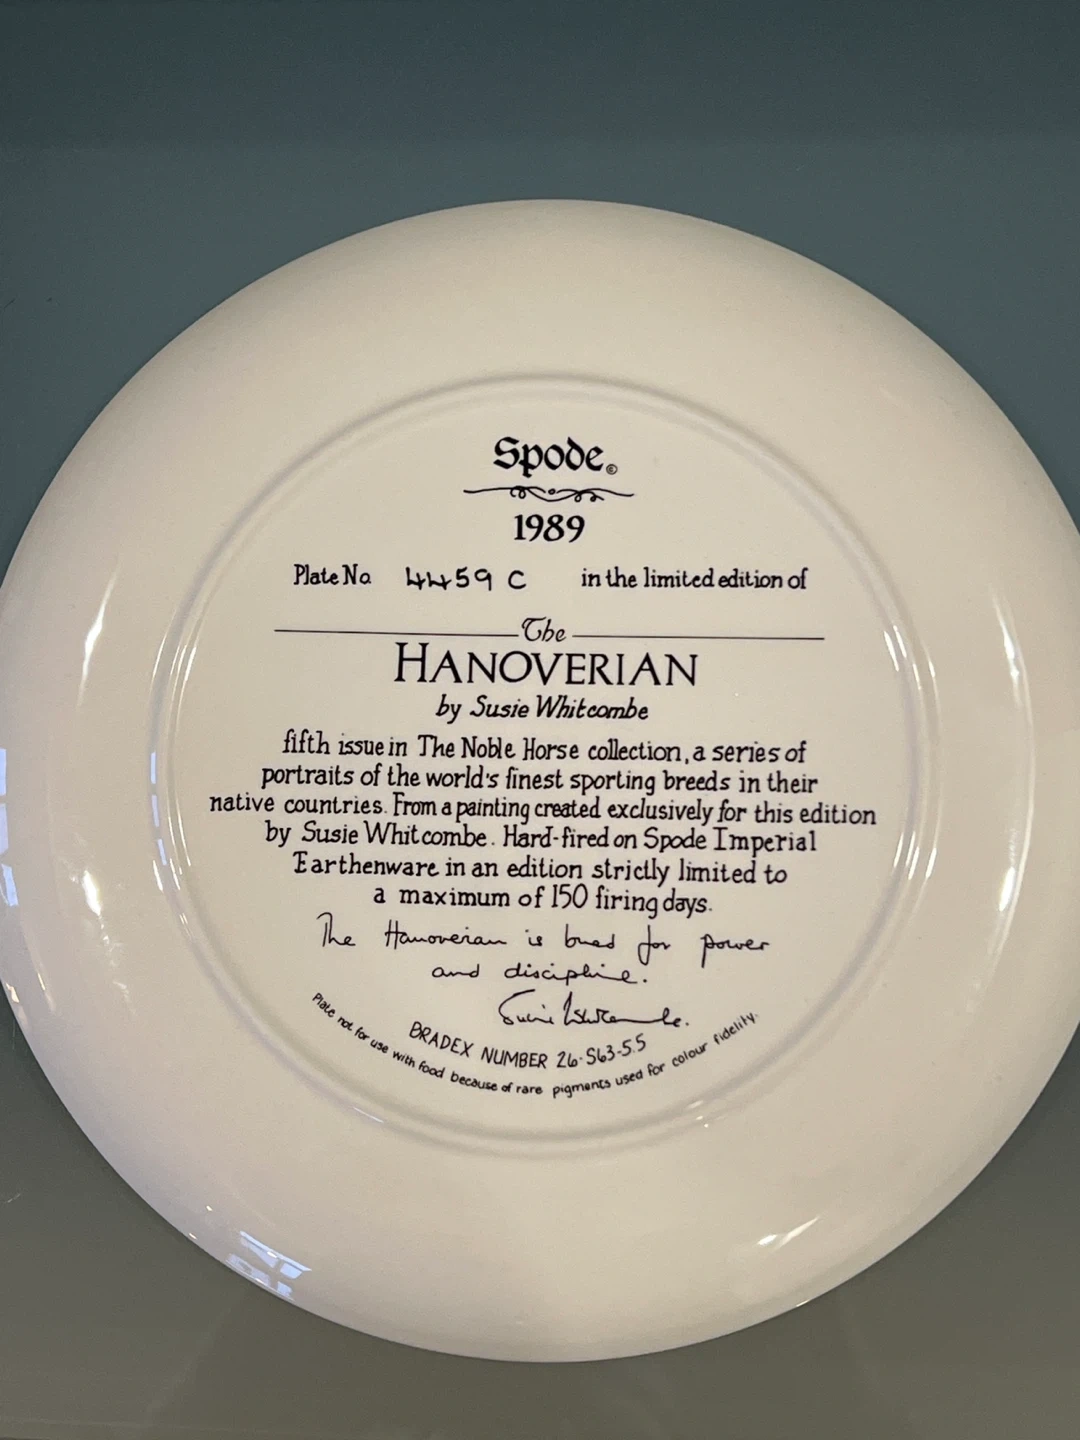 Spode.©
1989
Plate No 4459 C in the limited edition of
The
HANOVERIAN
by Susie Whitcombe
fifth issue in The Noble Horse collection, a series of
portraits of the world's finest sporting breeds in their
native countries. From a painting created exclusively for this edition
by Susie Whitcombe. Hard-fired on Spode Imperial
Earthenware in an edition strictly limited to
a maximum of 150 firing days.
The Hanoverian is bred for power
and discipline.
Susie Whitcombe.
BRADEX NUMBER 26-S63-5.5
Plate not for use with food because of rare pigments used for colour fidelity.